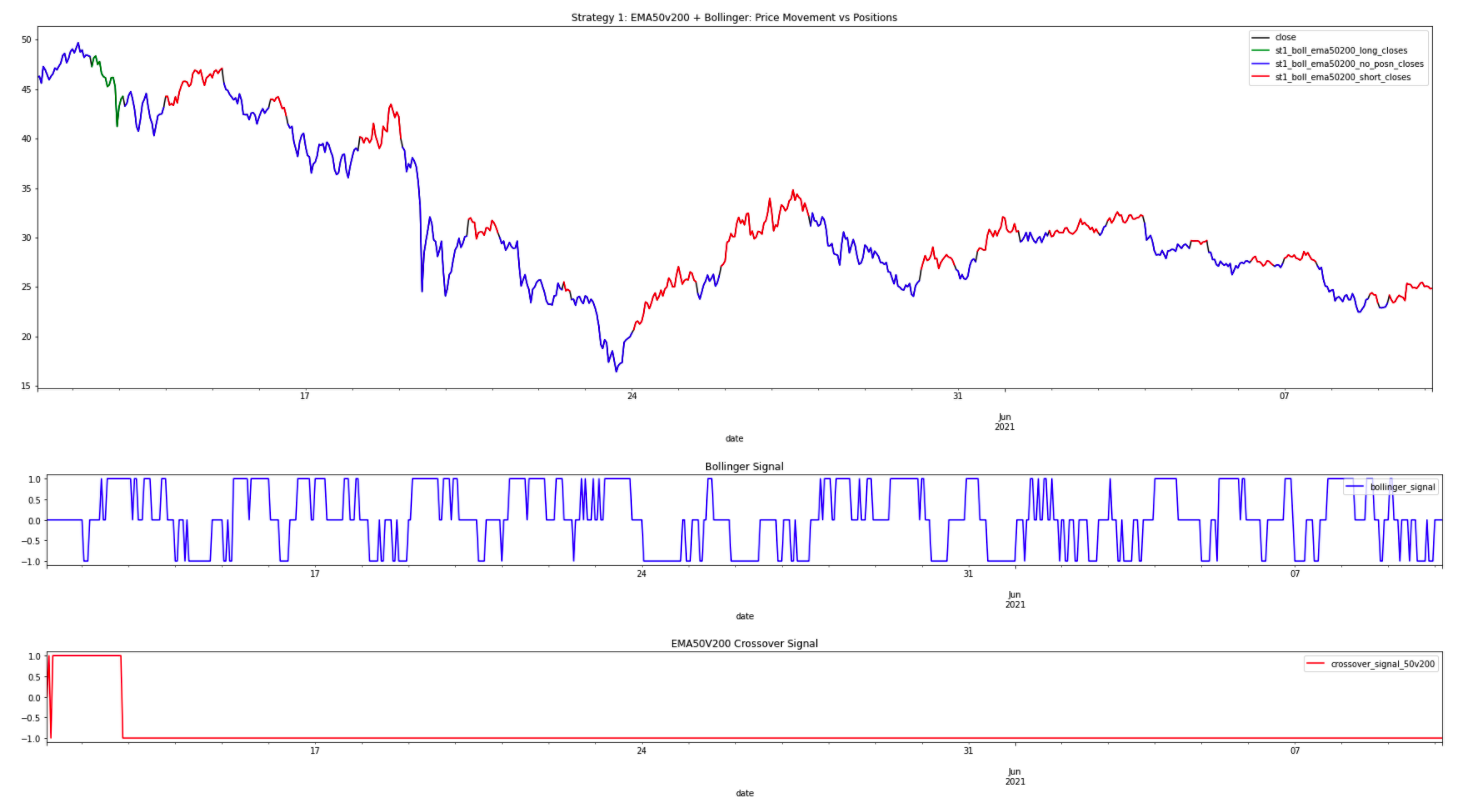 Strategy 1: EMA50v200 + Bollinger: Price Movement vs Positions
close
st1_boll_ema50200_long_closes
st1_boll_ema50200_no_posn_closes
st1_boll_ema50200_short_closes
50
45
40
35
30
25
20
15
17
24
31
07
Jun
2021
date
Bollinger Signal
bollinger_signal
1.0
0.5
0.0
−0.5
−1.0
17
24
31
07
Jun
2021
date
EMA50V200 Crossover Signal
crossover_signal_50v200
1.0
0.5
0.0
−0.5
−1.0
17
24
31
07
Jun
2021
date